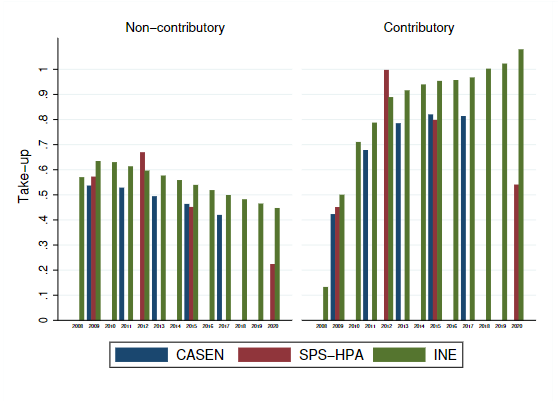 Non-contributory Contributory
Take-up
1
.9
.8
.7
.6
.5
.4
.3
.2
.1
0
2008 2009 2010 2011 2012 2013 2014 2015 2016 2017 2018 2019 2020 2008 2009 2010 2011 2012 2013 2014 2015 2016 2017 2018 2019 2020
CASEN SPS-HPA INE